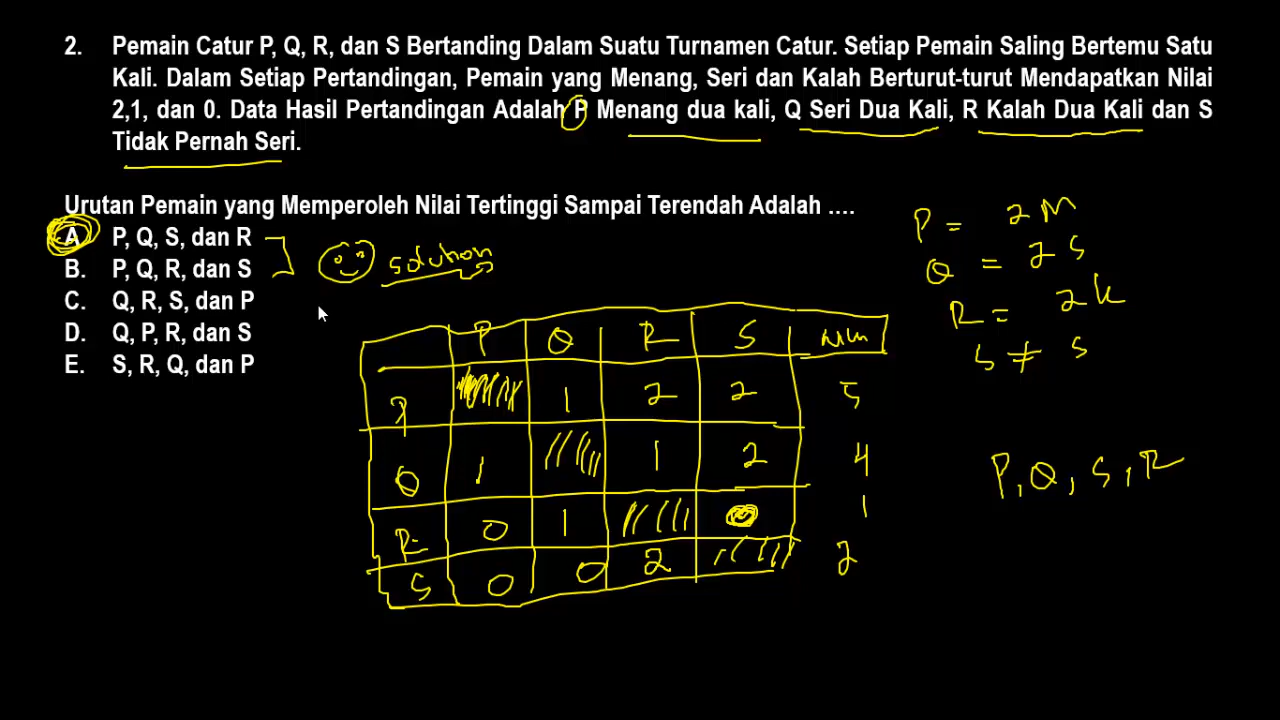 2. Pemain Catur P, Q, R, dan S Bertanding Dalam Suatu Turnamen Catur. Setiap Pemain Saling Bertemu Satu
Kali. Dalam Setiap Pertandingan, Pemain yang Menang, Seri dan Kalah Berturut-turut Mendapatkan Nilai
2,1, dan 0. Data Hasil Pertandingan Adalah P Menang dua kali, Q Seri Dua Kali, R Kalah Dua Kali dan S
Tidak Pernah Seri.
Urutan Pemain yang Memperoleh Nilai Tertinggi Sampai Terendah Adalah ....
A P, Q, S, dan R
B. P, Q, R, dan S
C. Q, R, S, dan P
D. Q, P, R, dan S
E. S, R, Q, dan P
solution
P = 2 M
Q = 2 S
R = 2 k
S ≠ S
P Q R S
P 1 2 2 5
Q 1 1 2 4
R 0 1 0 1
S 0 0 2 2
P, Q, S, R